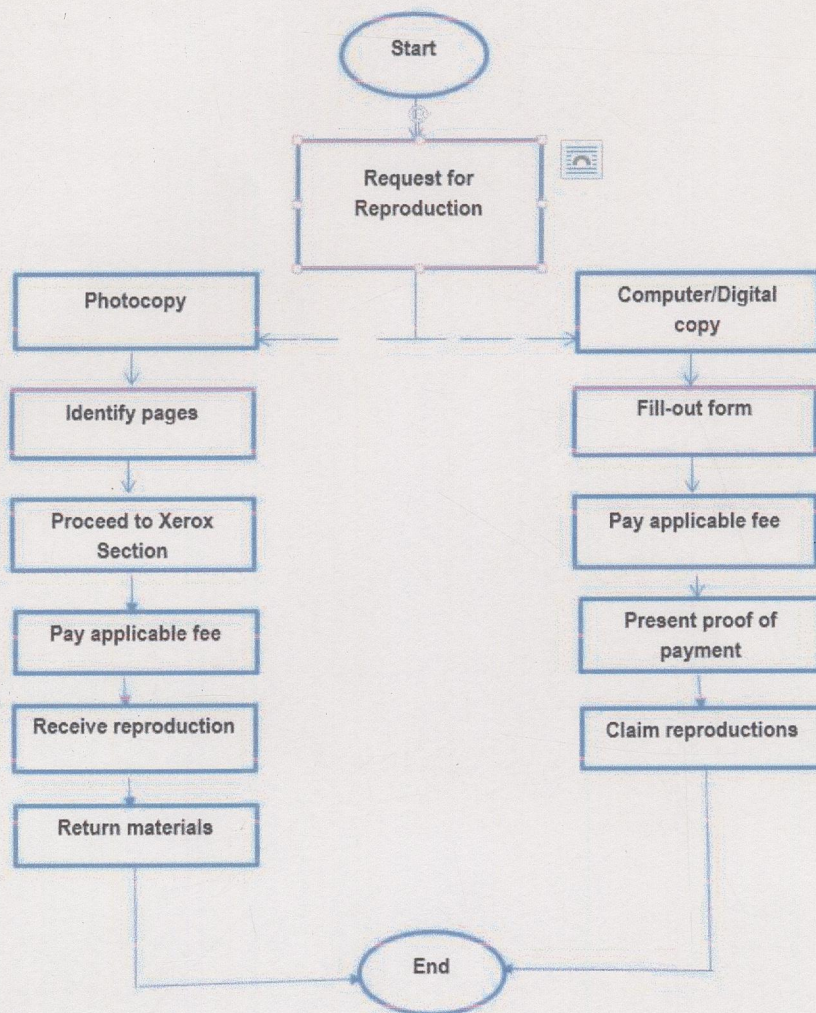 Start
Request for
Reproduction
Photocopy
Identify pages
Proceed to Xerox
Section
Pay applicable fee
Receive reproduction
Return materials
Computer/Digital
copy
Fill-out form
Pay applicable fee
Present proof of
payment
Claim reproductions
End